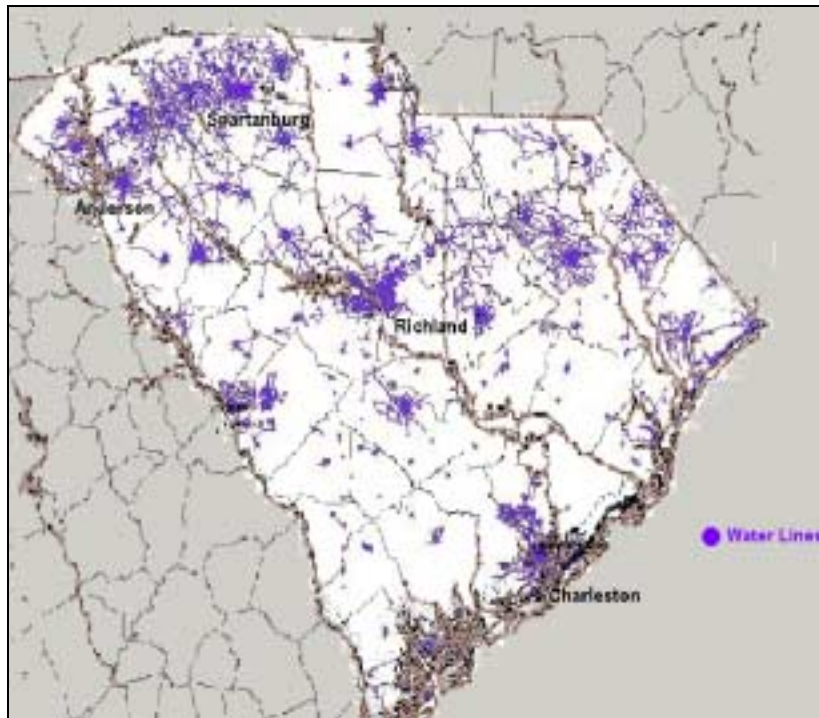 Spartanburg
Anderson
Richland
Water Lines
Charleston